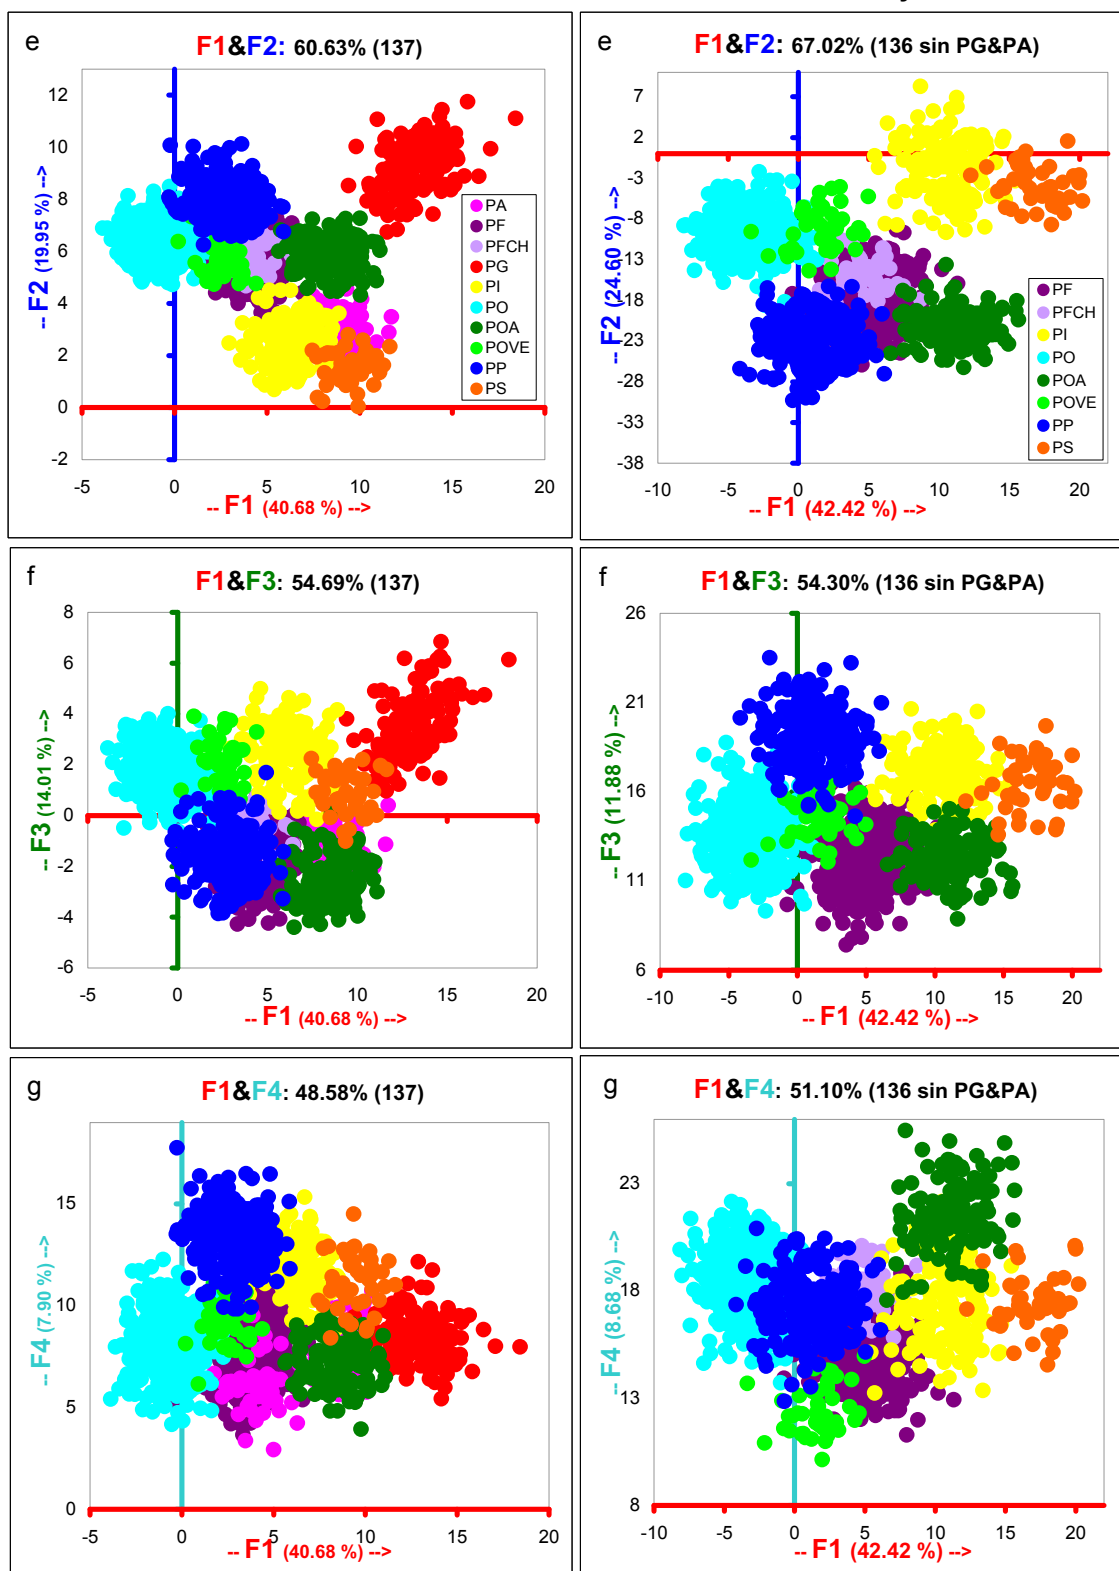 e
F1&F2: 60.63% (137)
12
10
8
6
4
2
0
-2
-5 0 5 10 15 20
-- F2 (19.95 %) -->
-- F1 (40.68 %) -->
PA
PF
PFCH
PG
PI
PO
POA
POVE
PP
PS
e
F1&F2: 67.02% (136 sin PG&PA)
7
2
-3
-8
-13
-18
-23
-28
-33
-38
-10 -5 0 5 10 15 20
-- F2 (24.60 %) -->
-- F1 (42.42 %) -->
PF
PFCH
PI
PO
POA
POVE
PP
PS
f
F1&F3: 54.69% (137)
8
6
4
2
0
-2
-4
-6
-5 0 5 10 15 20
-- F3 (14.01 %) -->
-- F1 (40.68 %) -->
f
F1&F3: 54.30% (136 sin PG&PA)
26
21
16
11
6
-10 -5 0 5 10 15 20
-- F3 (11.88 %) -->
-- F1 (42.42 %) -->
g
F1&F4: 48.58% (137)
15
10
5
0
-5 0 5 10 15 20
-- F4 (7.90 %) -->
-- F1 (40.68 %) -->
g
F1&F4: 51.10% (136 sin PG&PA)
23
18
13
8
-10 -5 0 5 10 15 20
-- F4 (8.68 %) -->
-- F1 (42.42 %) -->